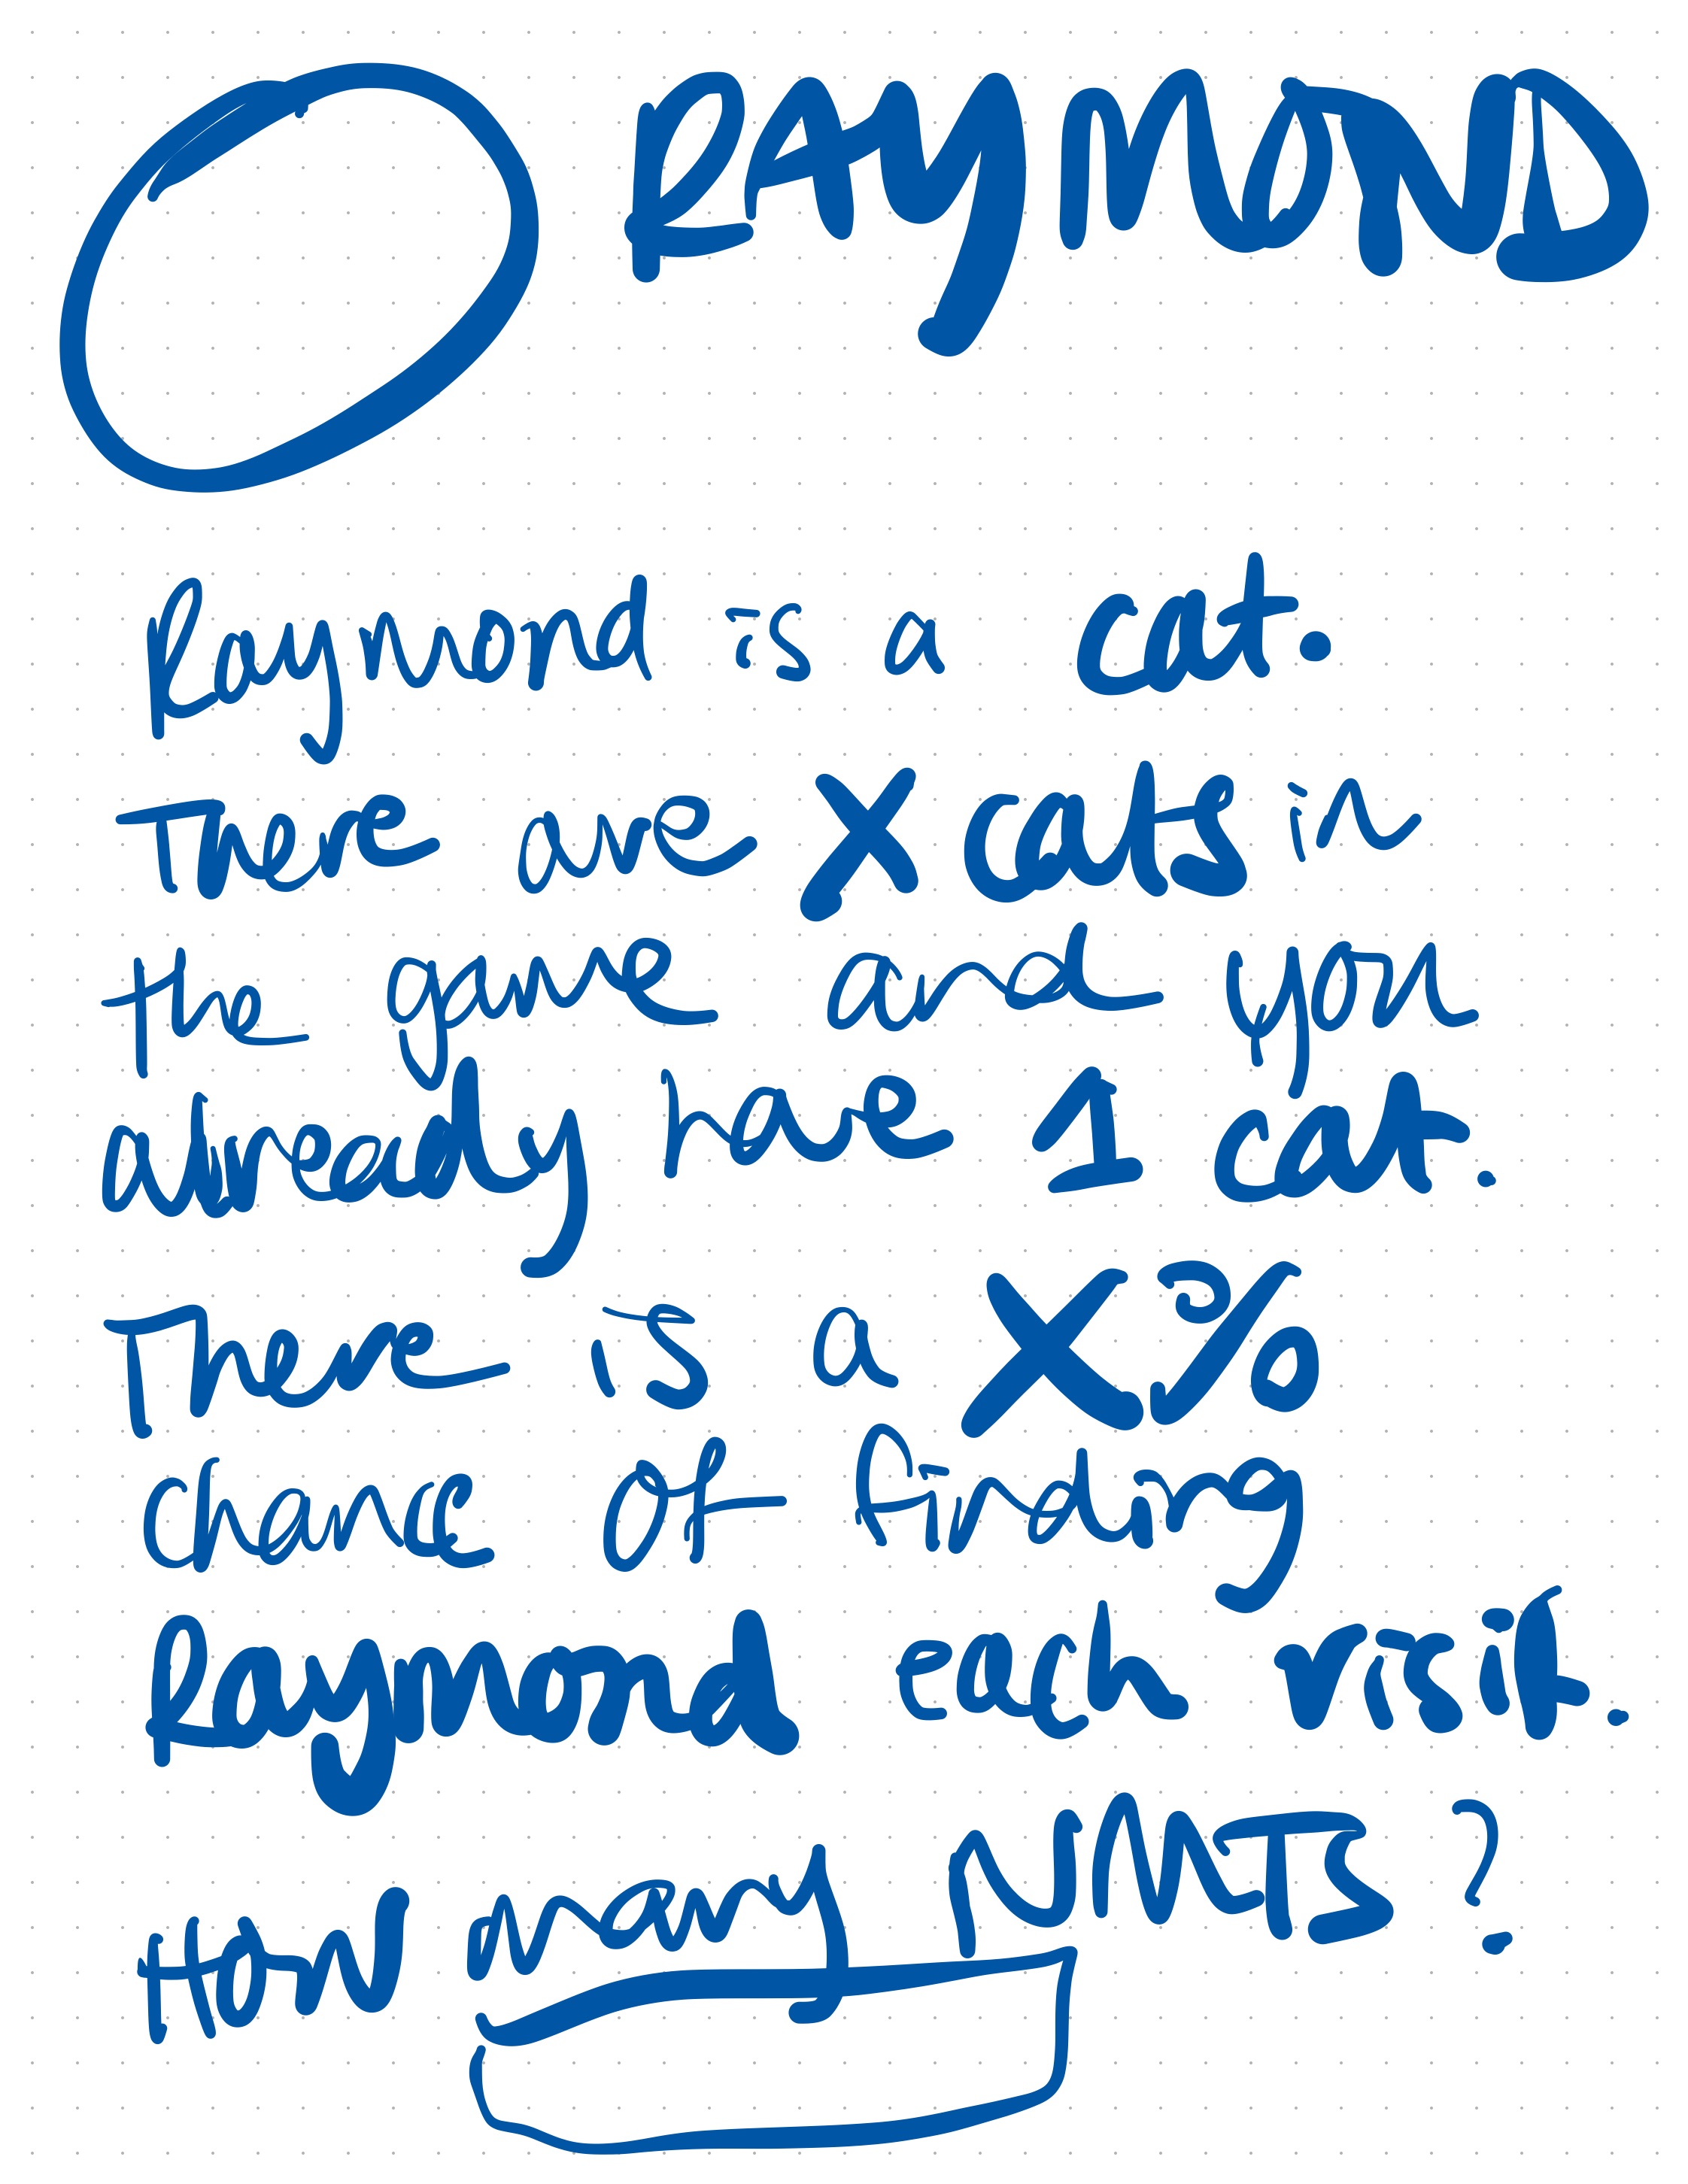 RAYMOND
Raymond is a cat.
There are X cats in
the game and you
already have 1 cat.
There is a X%
chance of finding
Raymond each visit.
How many NMTS?